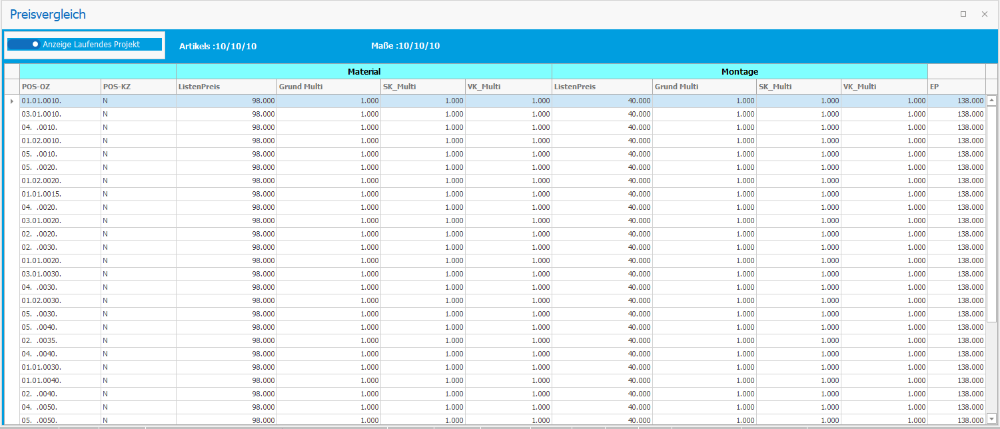 Preisvergleich
Anzeige Laufendes Projekt Artikels :10/10/10 Maße :10/10/10
Material Montage
POS-OZ POS-KZ ListenPreis Grund Multi SK_Multi VK_Multi ListenPreis Grund Multi SK_Multi VK_Multi EP
01.01.0010. N 98.000 1.000 1.000 1.000 40.000 1.000 1.000 1.000 138.000
03.01.0010. N 98.000 1.000 1.000 1.000 40.000 1.000 1.000 1.000 138.000
04. .0010. N 98.000 1.000 1.000 1.000 40.000 1.000 1.000 1.000 138.000
01.02.0010. N 98.000 1.000 1.000 1.000 40.000 1.000 1.000 1.000 138.000
05. .0010. N 98.000 1.000 1.000 1.000 40.000 1.000 1.000 1.000 138.000
05. .0020. N 98.000 1.000 1.000 1.000 40.000 1.000 1.000 1.000 138.000
01.02.0020. N 98.000 1.000 1.000 1.000 40.000 1.000 1.000 1.000 138.000
01.01.0015. N 98.000 1.000 1.000 1.000 40.000 1.000 1.000 1.000 138.000
04. .0020. N 98.000 1.000 1.000 1.000 40.000 1.000 1.000 1.000 138.000
03.01.0020. N 98.000 1.000 1.000 1.000 40.000 1.000 1.000 1.000 138.000
02. .0020. N 98.000 1.000 1.000 1.000 40.000 1.000 1.000 1.000 138.000
02. .0030. N 98.000 1.000 1.000 1.000 40.000 1.000 1.000 1.000 138.000
01.01.0020. N 98.000 1.000 1.000 1.000 40.000 1.000 1.000 1.000 138.000
03.01.0030. N 98.000 1.000 1.000 1.000 40.000 1.000 1.000 1.000 138.000
04. .0030. N 98.000 1.000 1.000 1.000 40.000 1.000 1.000 1.000 138.000
01.02.0030. N 98.000 1.000 1.000 1.000 40.000 1.000 1.000 1.000 138.000
05. .0030. N 98.000 1.000 1.000 1.000 40.000 1.000 1.000 1.000 138.000
05. .0040. N 98.000 1.000 1.000 1.000 40.000 1.000 1.000 1.000 138.000
02. .0035. N 98.000 1.000 1.000 1.000 40.000 1.000 1.000 1.000 138.000
04. .0040. N 98.000 1.000 1.000 1.000 40.000 1.000 1.000 1.000 138.000
01.01.0030. N 98.000 1.000 1.000 1.000 40.000 1.000 1.000 1.000 138.000
01.01.0040. N 98.000 1.000 1.000 1.000 40.000 1.000 1.000 1.000 138.000
02. .0040. N 98.000 1.000 1.000 1.000 40.000 1.000 1.000 1.000 138.000
04. .0050. N 98.000 1.000 1.000 1.000 40.000 1.000 1.000 1.000 138.000
05. .0050. N 98.000 1.000 1.000 1.000 40.000 1.000 1.000 1.000 138.000